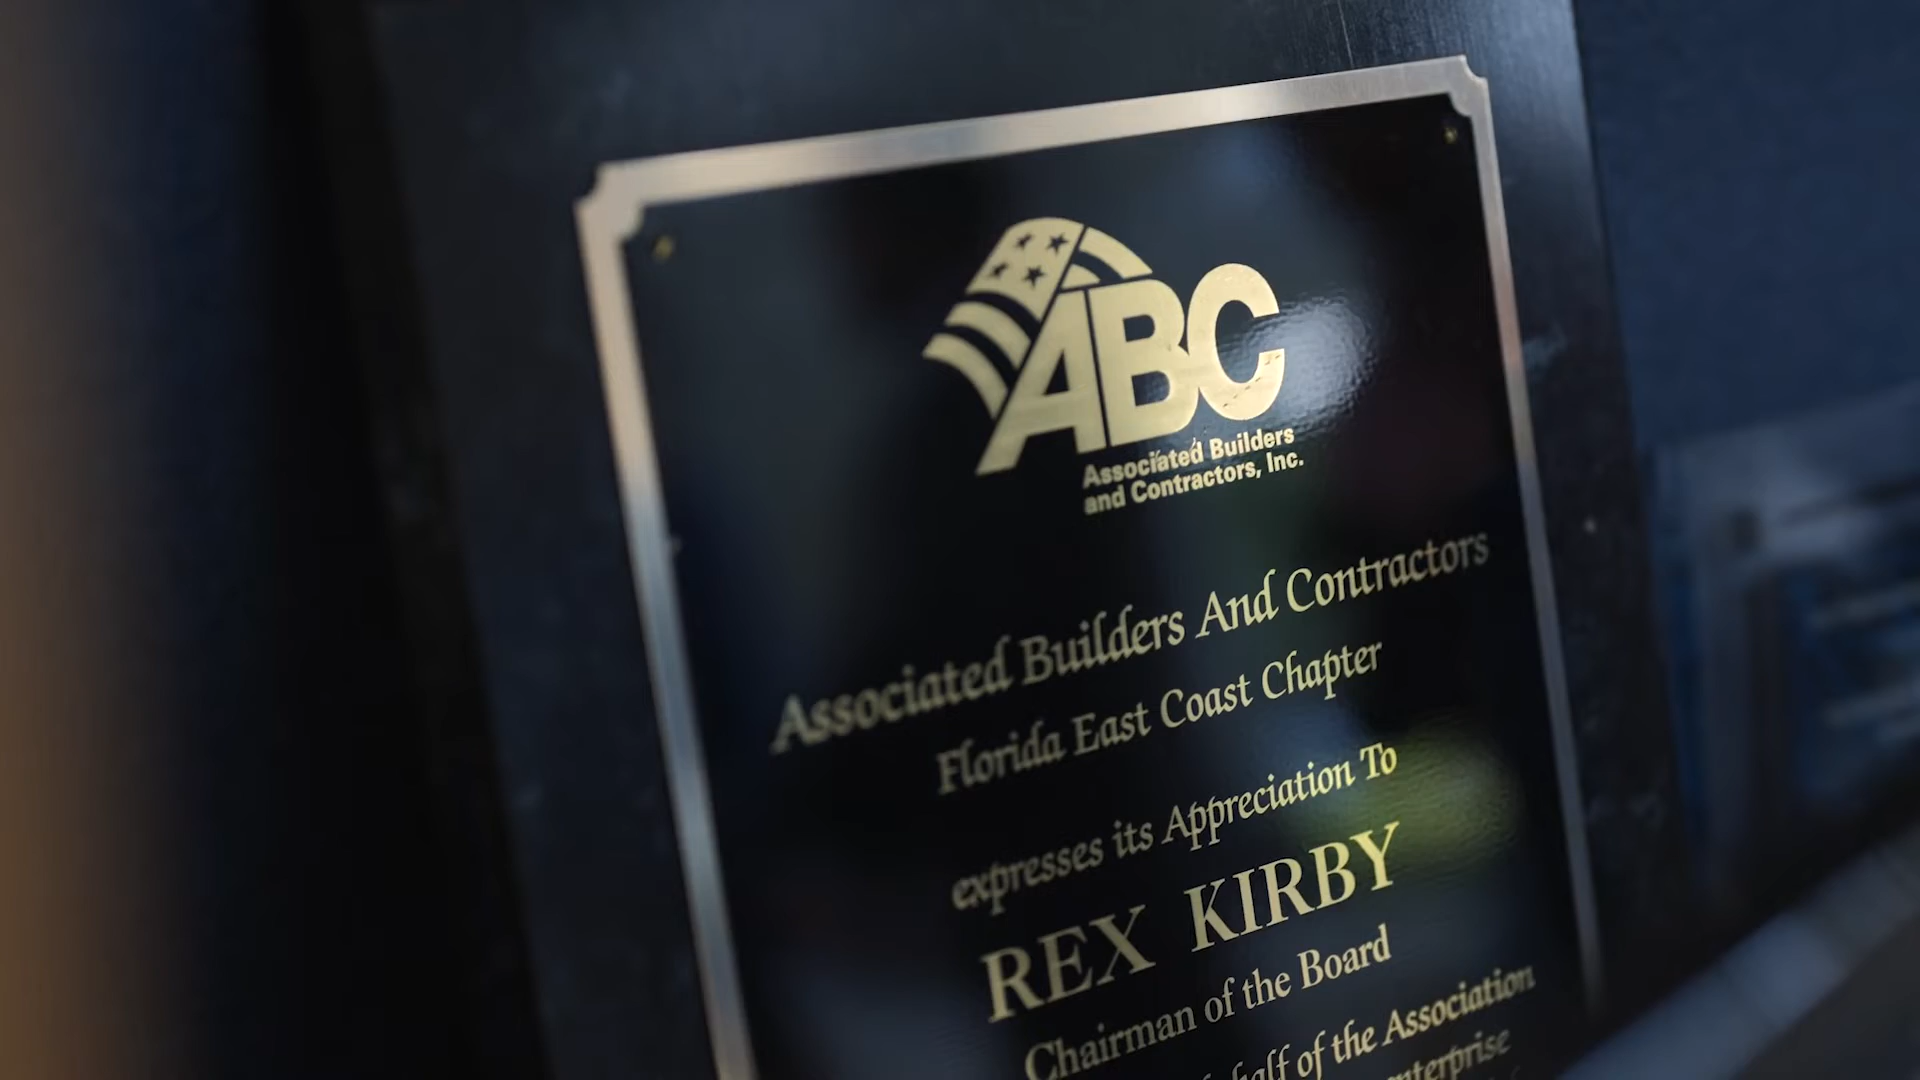 ABC
Associated Builders
and Contractors, Inc.
Associated Builders And Contractors
Florida East Coast Chapter
expresses its Appreciation To
REX KIRBY
Chairman of the Board
of the Association